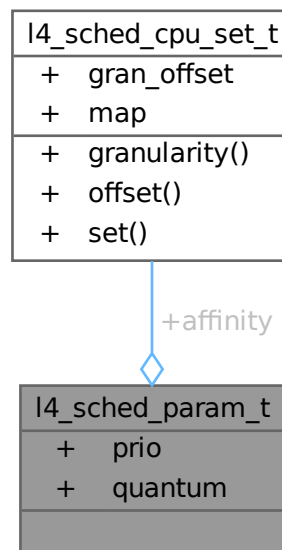 l4_sched_cpu_set_t
+ gran_offset
+ map
+ granularity()
+ offset()
+ set()
+affinity
l4_sched_param_t
+ prio
+ quantum